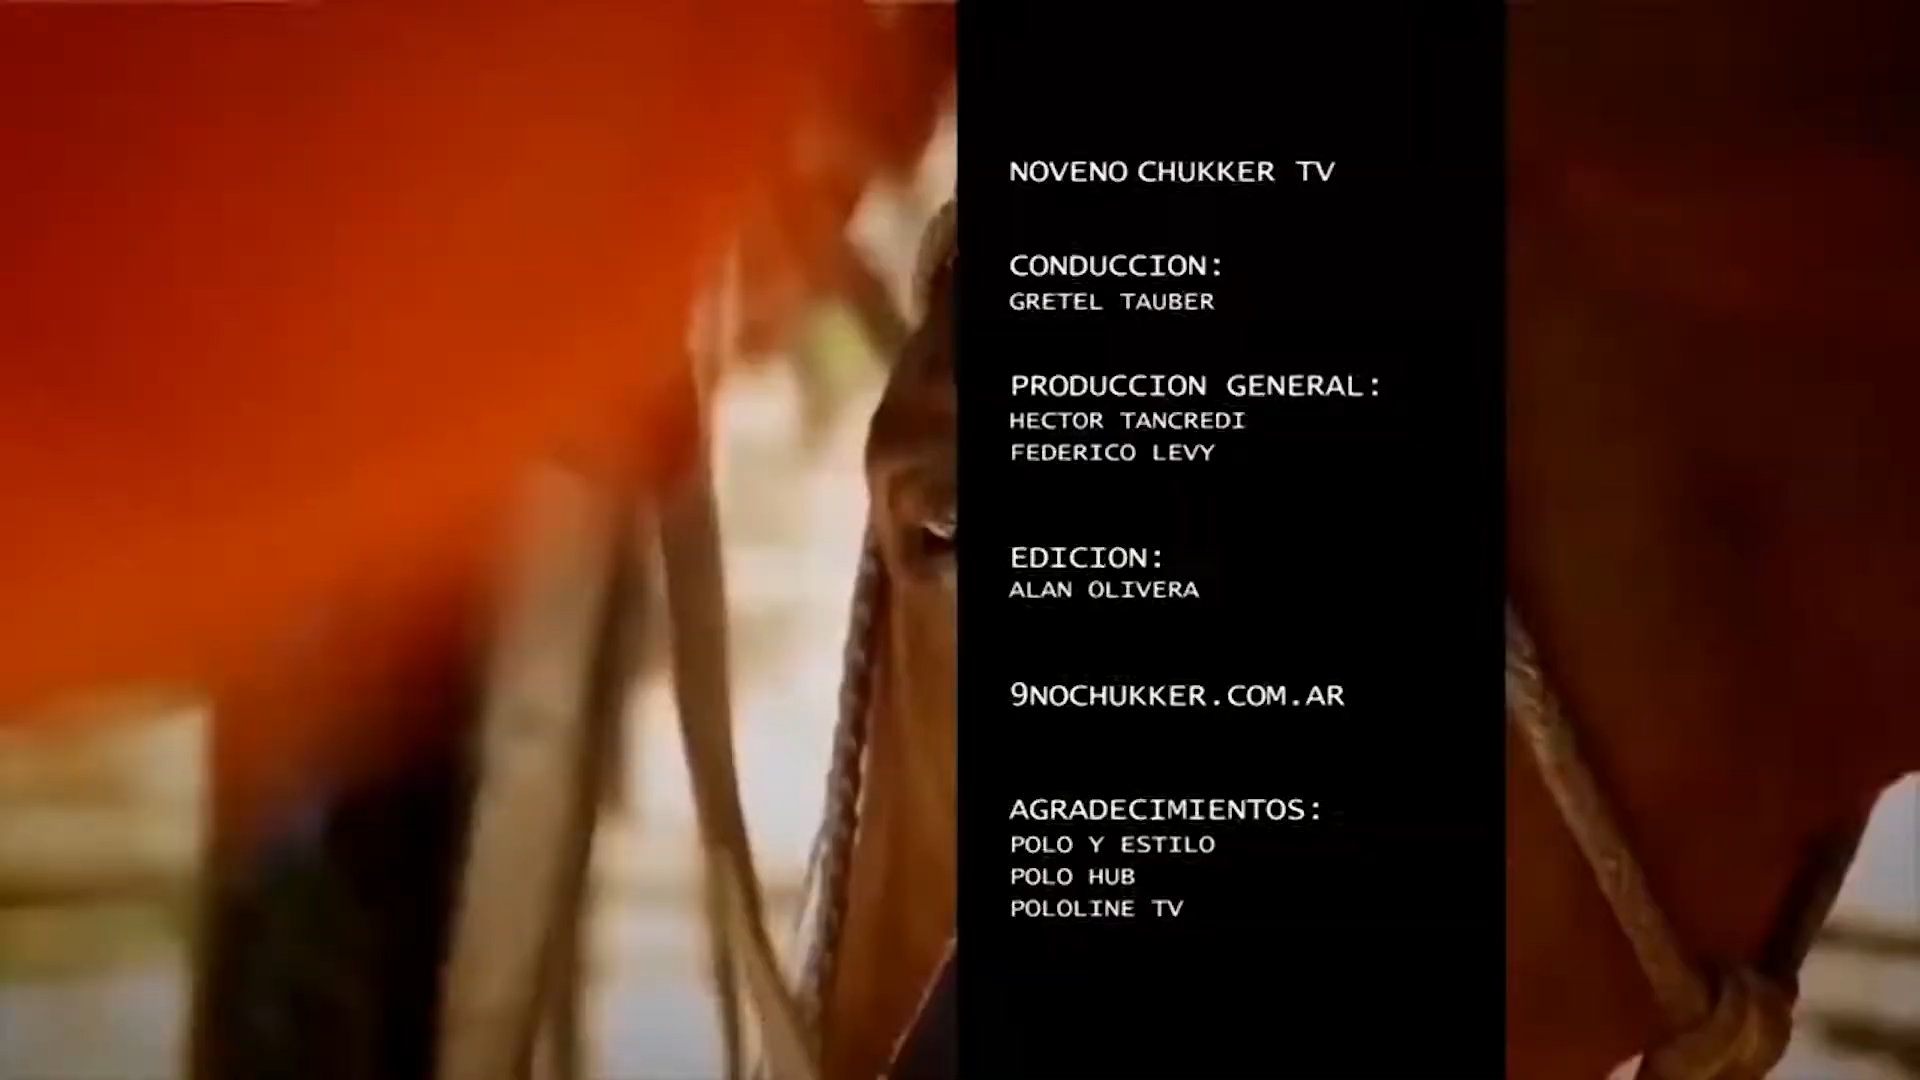 NOVENO CHUKKER TV
CONDUCCION:
GRETEL TAUBER
PRODUCCION GENERAL:
HECTOR TANCREDI
FEDERICO LEVY
EDICION:
ALAN OLIVERA
9NOCHUKKER.COM.AR
AGRADECIMIENTOS:
POLO Y ESTILO
POLO HUB
POLOLINE TV